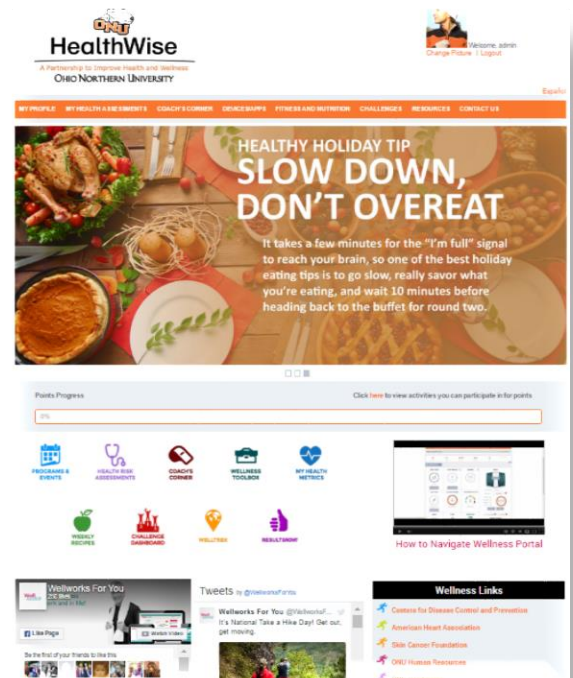 ONU
HealthWise
A Partnership to Improve Health and Wellness
OHIO NORTHERN UNIVERSITY
Welcome, admin
Change Picture | Logout
Español
MY PROFILE MY HEALTH ASSESSMENTS COACH'S CORNER DEVICES/APPS FITNESS AND NUTRITION CHALLENGES RESOURCES CONTACT US
HEALTHY HOLIDAY TIP
SLOW DOWN,
DON'T OVEREAT
It takes a few minutes for the "I'm full" signal
to reach your brain, so one of the best holiday
eating tips is to go slow, really savor what
you're eating, and wait 10 minutes before
heading back to the buffet for round two.
Points Progress
Click here to view activities you can participate in for points
0%
PROGRAMS &
EVENTS
HEALTH RISK
ASSESSMENTS
COACH'S
CORNER
WELLNESS
TOOLBOX
MY HEALTH
METRICS
WEEKLY
RECIPES
CHALLENGE
DASHBOARD
WELLTREK
How to Navigate Wellness Portal
Wellworks For You
Like Page
Watch Video
Be the first of your friends to like this
Tweets by @WellworksForYou
Wellworks For You @WellworksF...
It's National Take a Hike Day! Get out,
get moving.
Wellness Links
Centers for Disease Control and Prevention
American Heart Association
Skin Cancer Foundation
ONU Human Resources